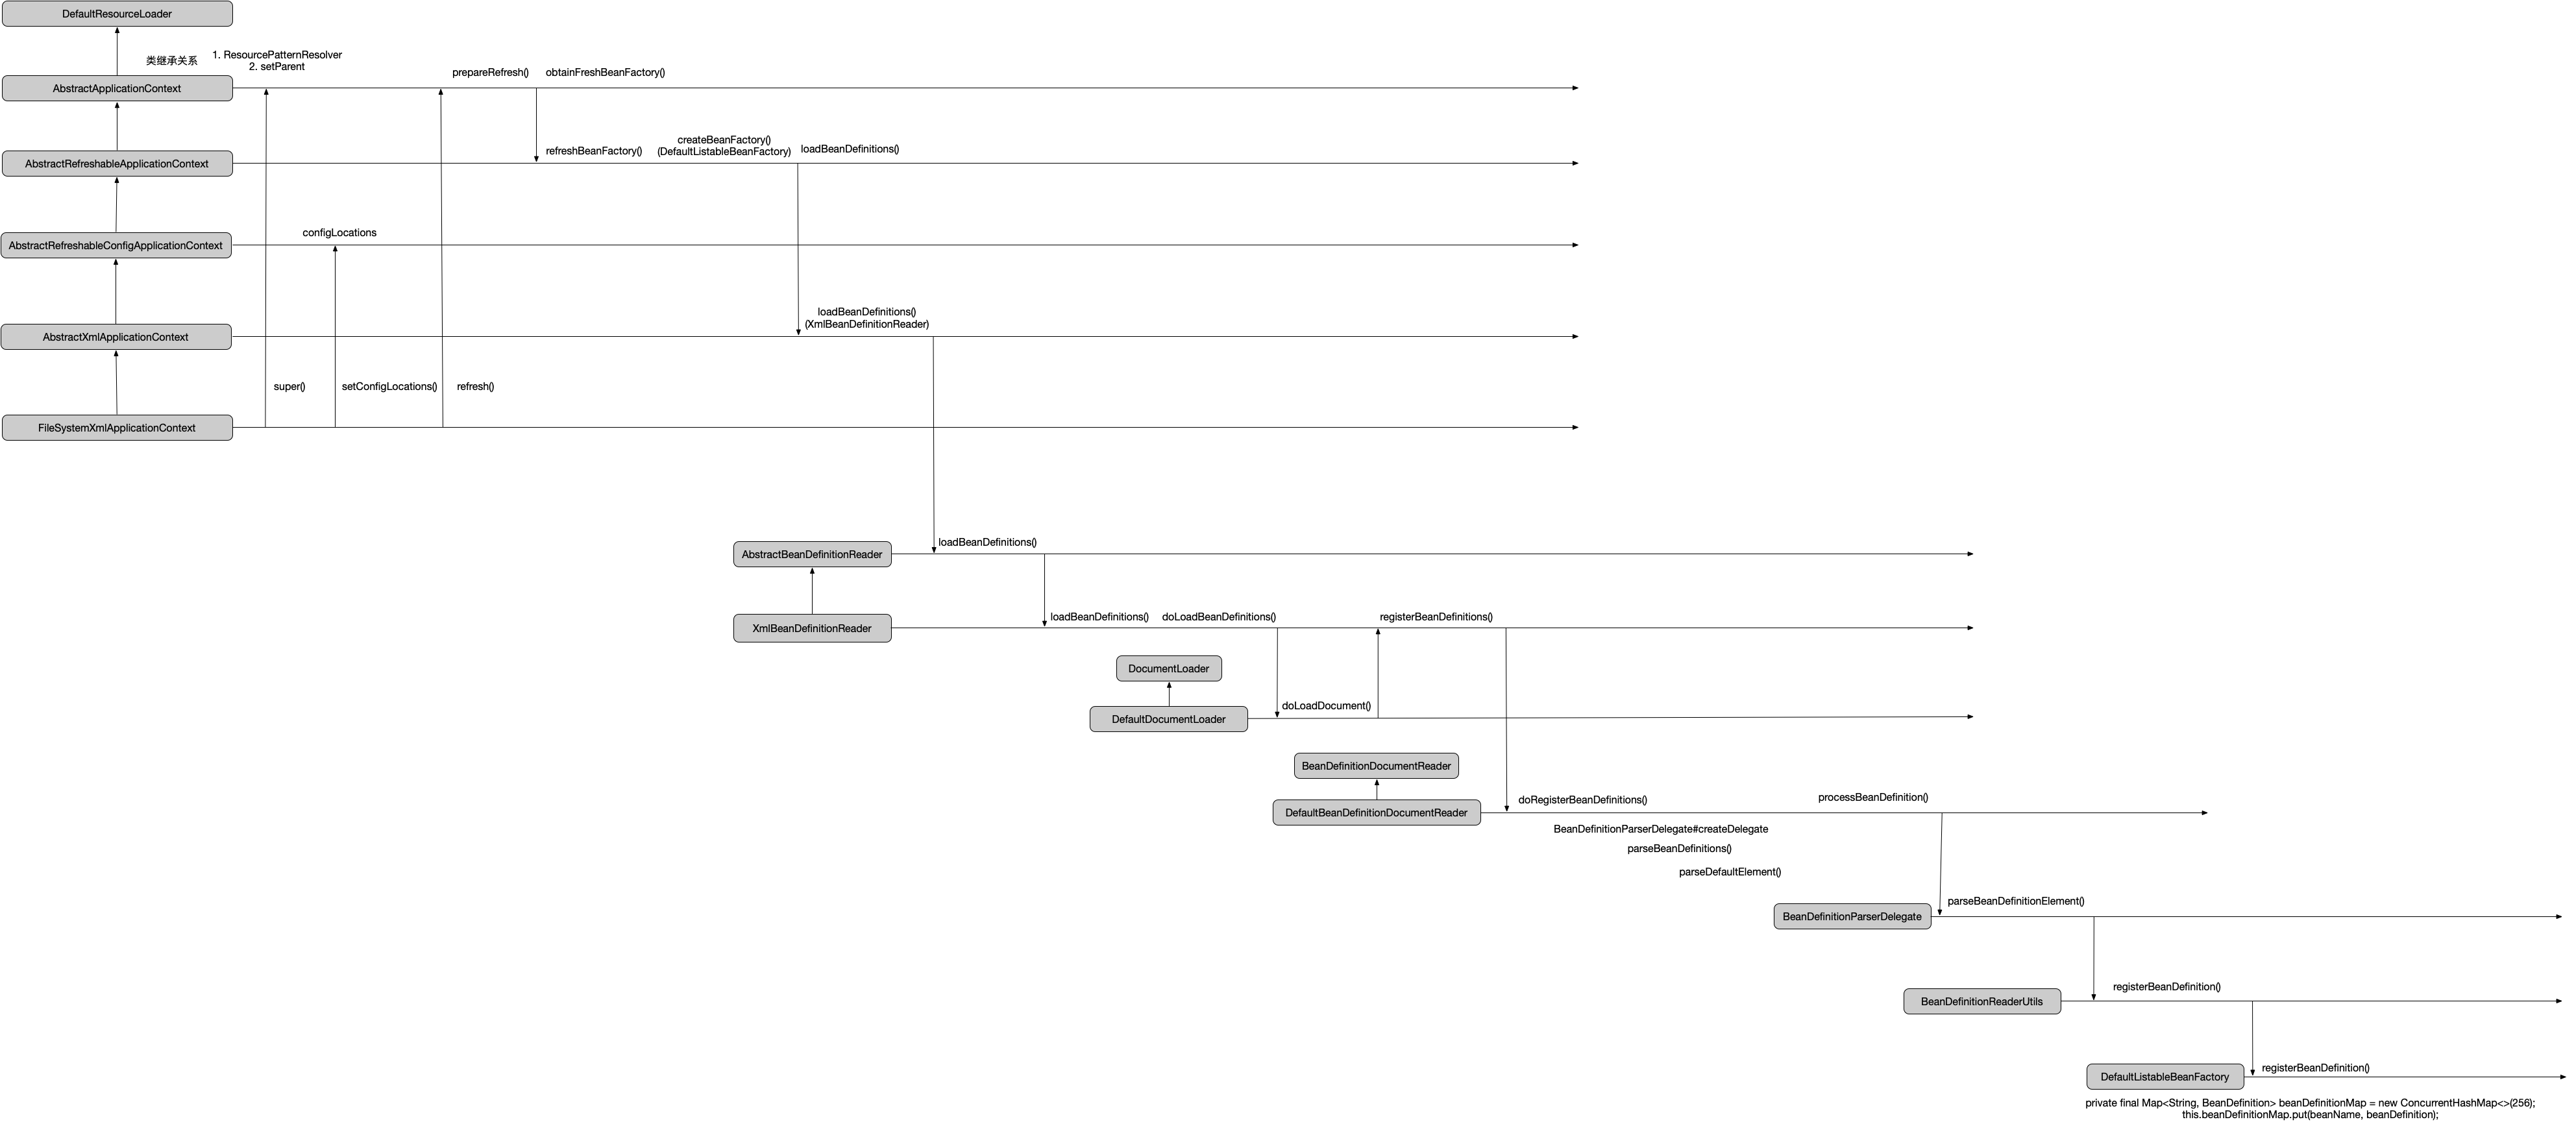 DefaultResourceLoader
类继承关系
1. ResourcePatternResolver
2. setParent
prepareRefresh()
obtainFreshBeanFactory()
AbstractApplicationContext
createBeanFactory()
(DefaultListableBeanFactory)
refreshBeanFactory()
loadBeanDefinitions()
AbstractRefreshableApplicationContext
configLocations
AbstractRefreshableConfigApplicationContext
loadBeanDefinitions()
(XmlBeanDefinitionReader)
AbstractXmlApplicationContext
super()
setConfigLocations()
refresh()
FileSystemXmlApplicationContext
loadBeanDefinitions()
AbstractBeanDefinitionReader
loadBeanDefinitions()
doLoadBeanDefinitions()
registerBeanDefinitions()
XmlBeanDefinitionReader
DocumentLoader
doLoadDocument()
DefaultDocumentLoader
BeanDefinitionDocumentReader
doRegisterBeanDefinitions()
processBeanDefinition()
DefaultBeanDefinitionDocumentReader
BeanDefinitionParserDelegate#createDelegate
parseBeanDefinitions()
parseDefaultElement()
parseBeanDefinitionElement()
BeanDefinitionParserDelegate
registerBeanDefinition()
BeanDefinitionReaderUtils
registerBeanDefinition()
DefaultListableBeanFactory
private final Map<String, BeanDefinition> beanDefinitionMap = new ConcurrentHashMap<>(256);
this.beanDefinitionMap.put(beanName, beanDefinition);